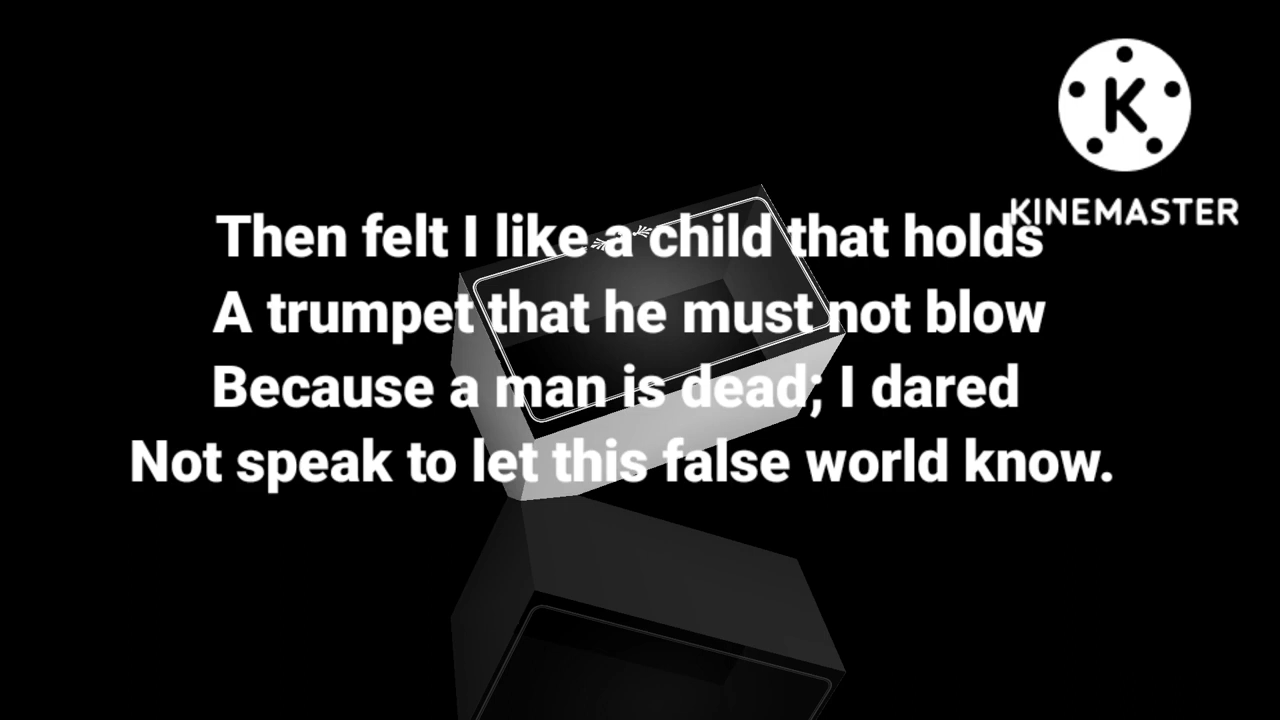 KINEMASTER
Then felt I like a child that holds
A trumpet that he must not blow
Because a man is dead; I dared
Not speak to let this false world know.